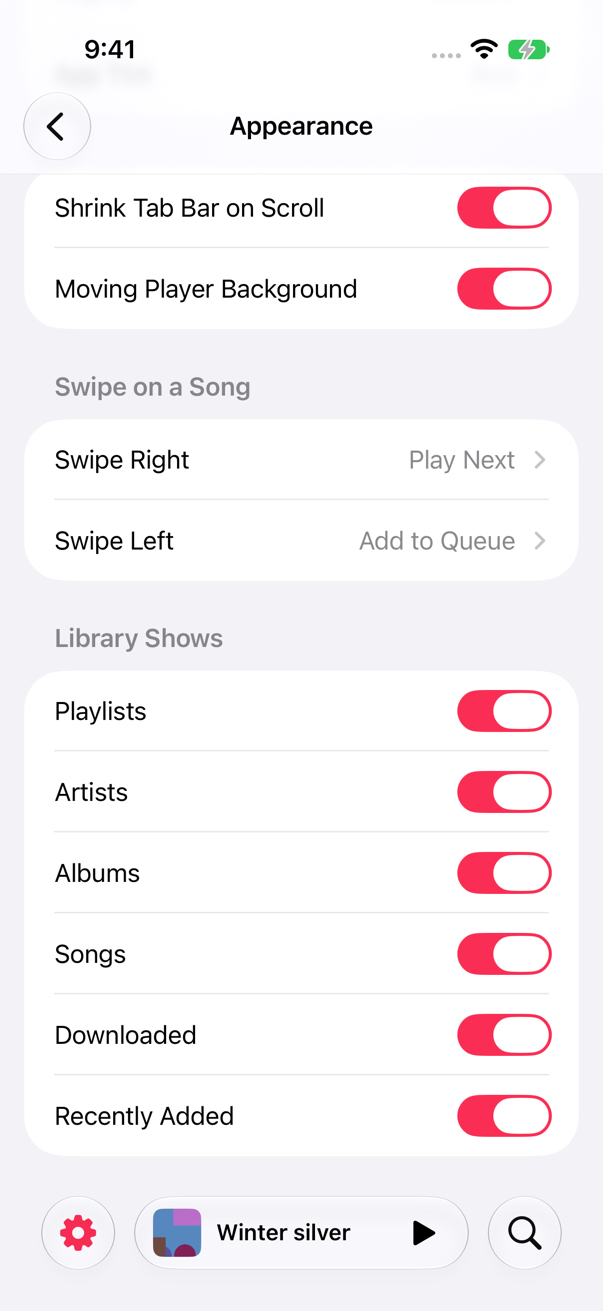 9:41
Appearance
Shrink Tab Bar on Scroll
Moving Player Background
Swipe on a Song
Swipe Right Play Next
Swipe Left Add to Queue
Library Shows
Playlists
Artists
Albums
Songs
Downloaded
Recently Added
Winter silver